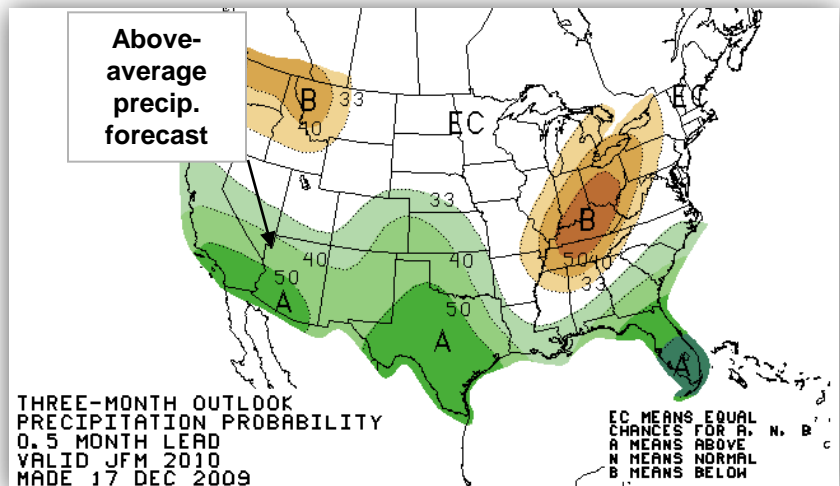 Above-
average
precip.
forecast
B
33
40
EC
EC
33
B
40
40
50
40
50
33
A
50
A
A
THREE-MONTH OUTLOOK
PRECIPITATION PROBABILITY
0.5 MONTH LEAD
VALID JFM 2010
MADE 17 DEC 2009
EC MEANS EQUAL
CHANCES FOR A, N, B
A MEANS ABOVE
N MEANS NORMAL
B MEANS BELOW